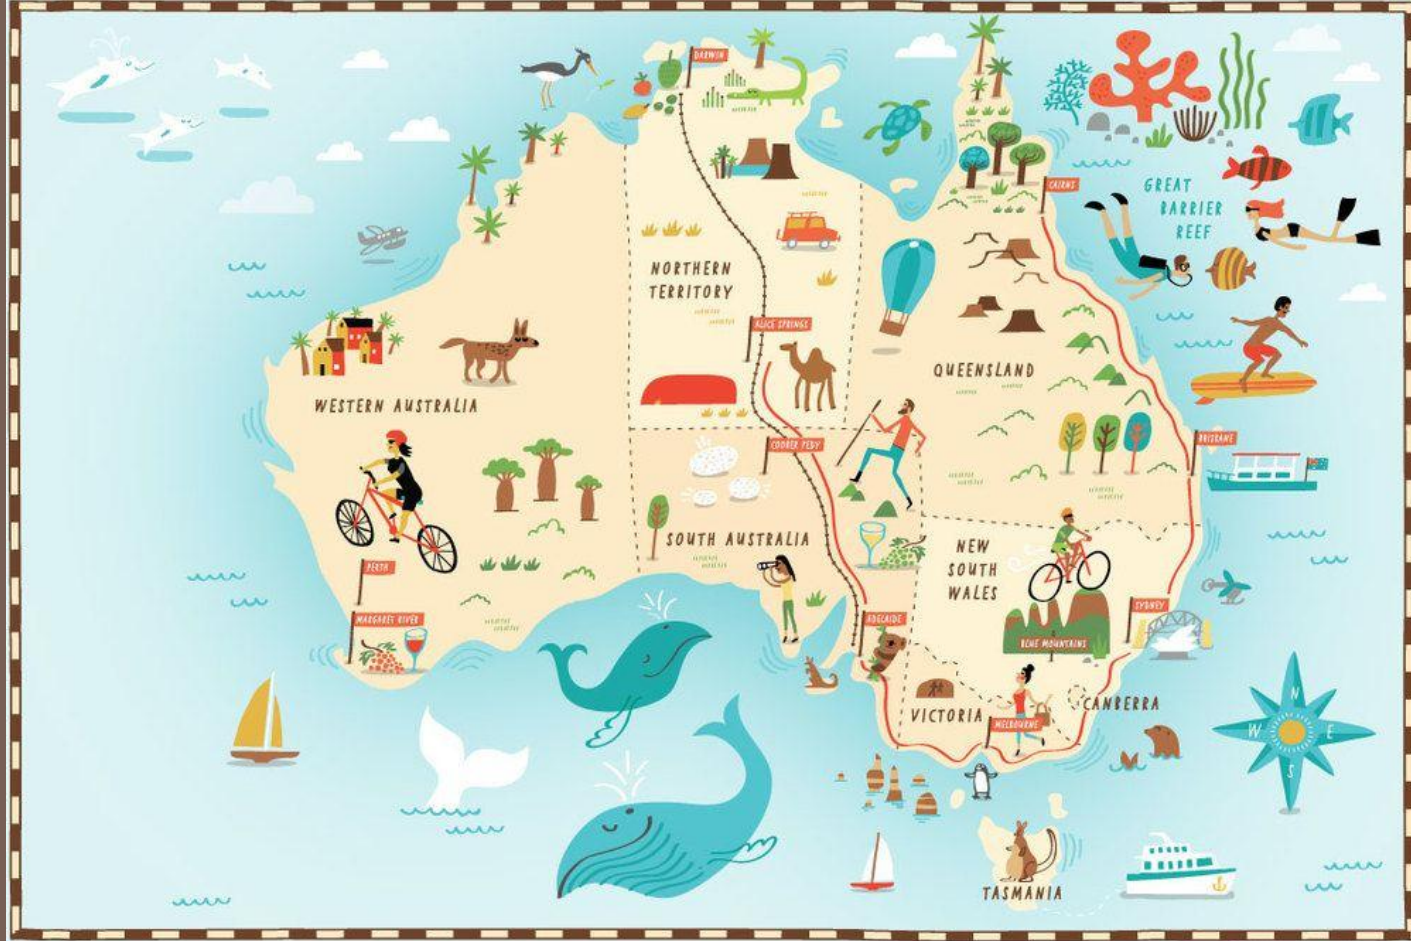 DARWIN
CAIRNS
GREAT
BARRIER
REEF
NORTHERN
TERRITORY
ALICE SPRINGS
QUEENSLAND
WESTERN AUSTRALIA
BRISBANE
COOBER PEDY
SOUTH AUSTRALIA
NEW
SOUTH
WALES
PERTH
MARGARET RIVER
ADELAIDE
SYDNEY
BLUE MOUNTAINS
CANBERRA
VICTORIA
MELBOURNE
N
W
E
S
TASMANIA